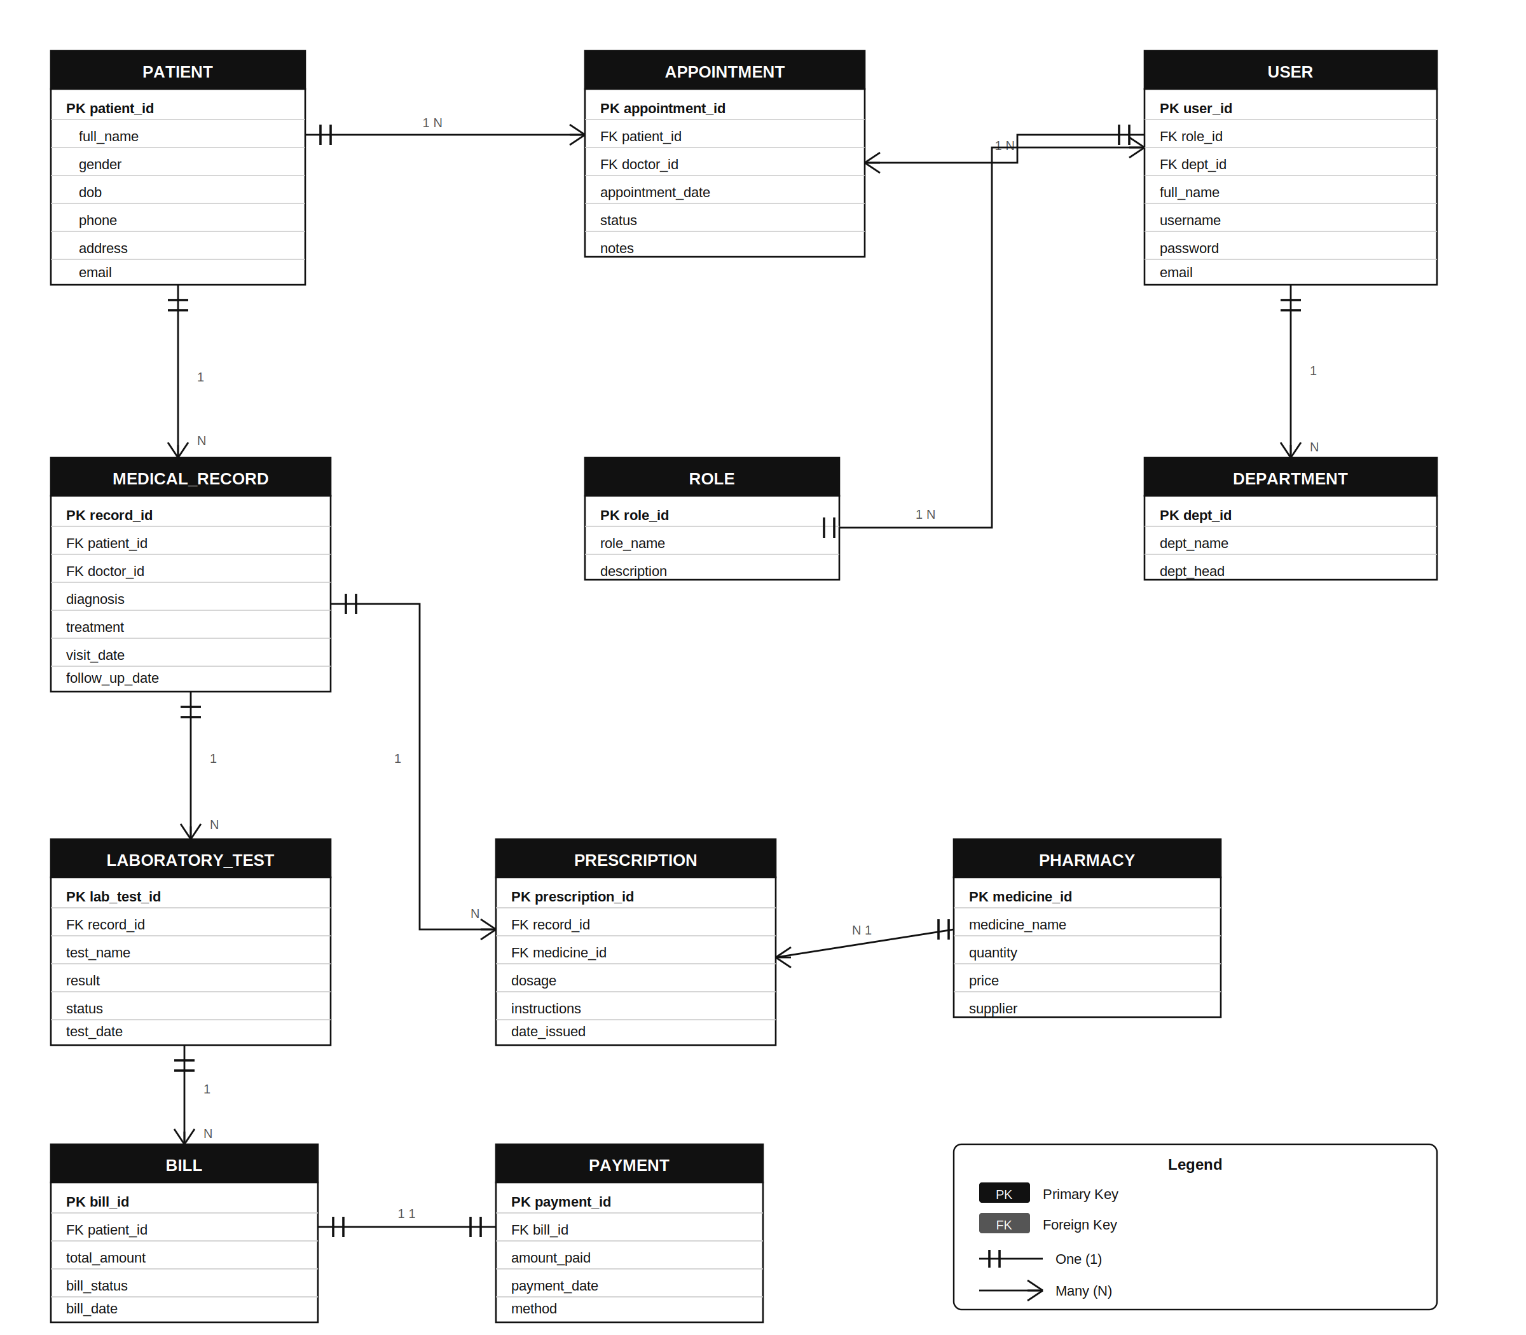 PATIENT
PK patient_id
full_name
gender
dob
phone
address
email
1 N
APPOINTMENT
PK appointment_id
FK patient_id
FK doctor_id
appointment_date
status
notes
1 N
USER
PK user_id
FK role_id
FK dept_id
full_name
username
password
email
1
N
1
N
MEDICAL_RECORD
PK record_id
FK patient_id
FK doctor_id
diagnosis
treatment
visit_date
follow_up_date
ROLE
PK role_id
role_name
description
1 N
DEPARTMENT
PK dept_id
dept_name
dept_head
1
N
1
N
LABORATORY_TEST
PK lab_test_id
FK record_id
test_name
result
status
test_date
PRESCRIPTION
PK prescription_id
FK record_id
FK medicine_id
dosage
instructions
date_issued
N 1
PHARMACY
PK medicine_id
medicine_name
quantity
price
supplier
1
N
BILL
PK bill_id
FK patient_id
total_amount
bill_status
bill_date
1 1
PAYMENT
PK payment_id
FK bill_id
amount_paid
payment_date
method
Legend
PK Primary Key
FK Foreign Key
One (1)
Many (N)